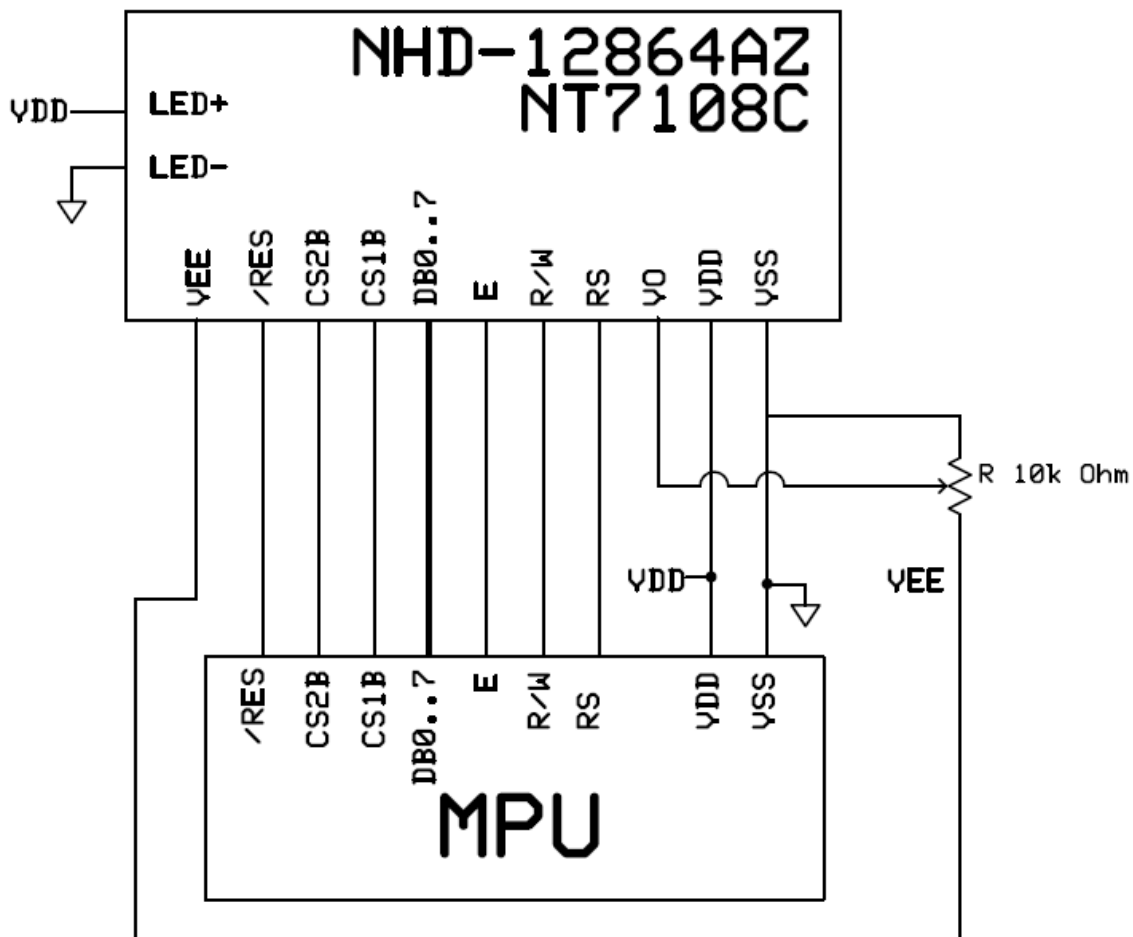 NHD-12864AZ
NT7108C
VDD
LED+
LED-
VEE
/RES
CS2B
CS1B
DB0..7
E
R/W
RS
VO
VDD
VSS
R 10k Ohm
VDD
VEE
/RES
CS2B
CS1B
DB0..7
E
R/W
RS
VDD
VSS
MPU